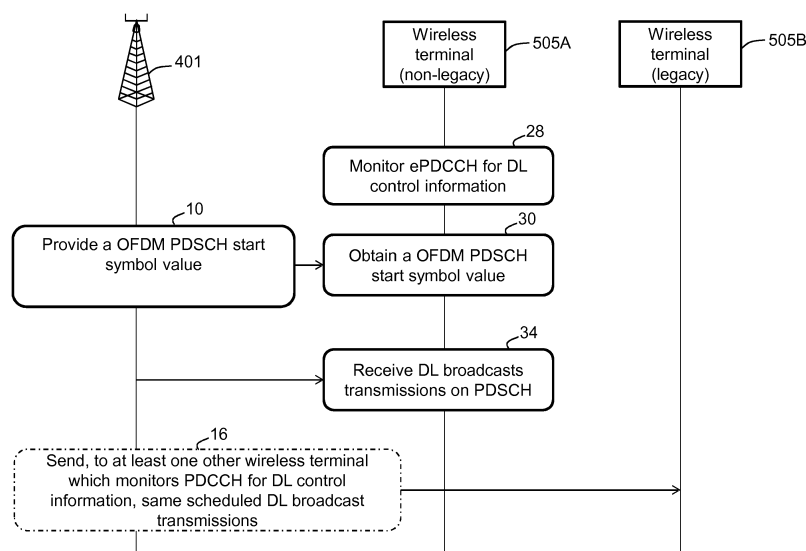 401
Wireless
terminal
(non-legacy)
505A
Wireless
terminal
(legacy)
505B
28
Monitor ePDCCH for DL
control information
10
Provide a OFDM PDSCH start
symbol value
30
Obtain a OFDM PDSCH
start symbol value
34
Receive DL broadcasts
transmissions on PDSCH
16
Send, to at least one other wireless terminal
which monitors PDCCH for DL control
information, same scheduled DL broadcast
transmissions